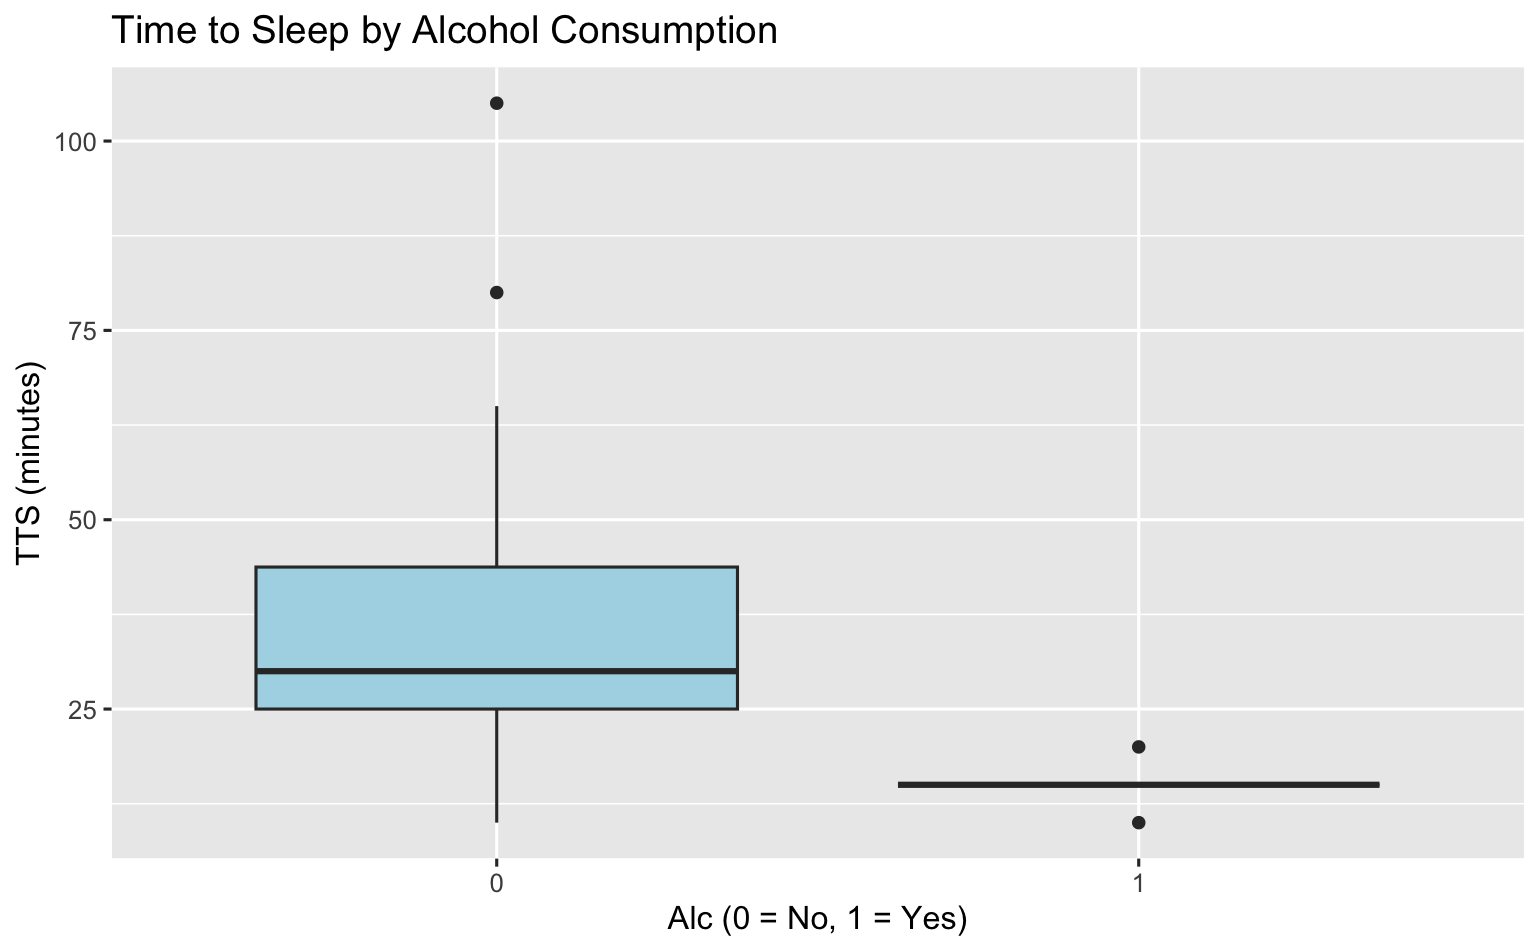 Time to Sleep by Alcohol Consumption
TTS (minutes)
100
75
50
25
0
1
Alc (0 = No, 1 = Yes)